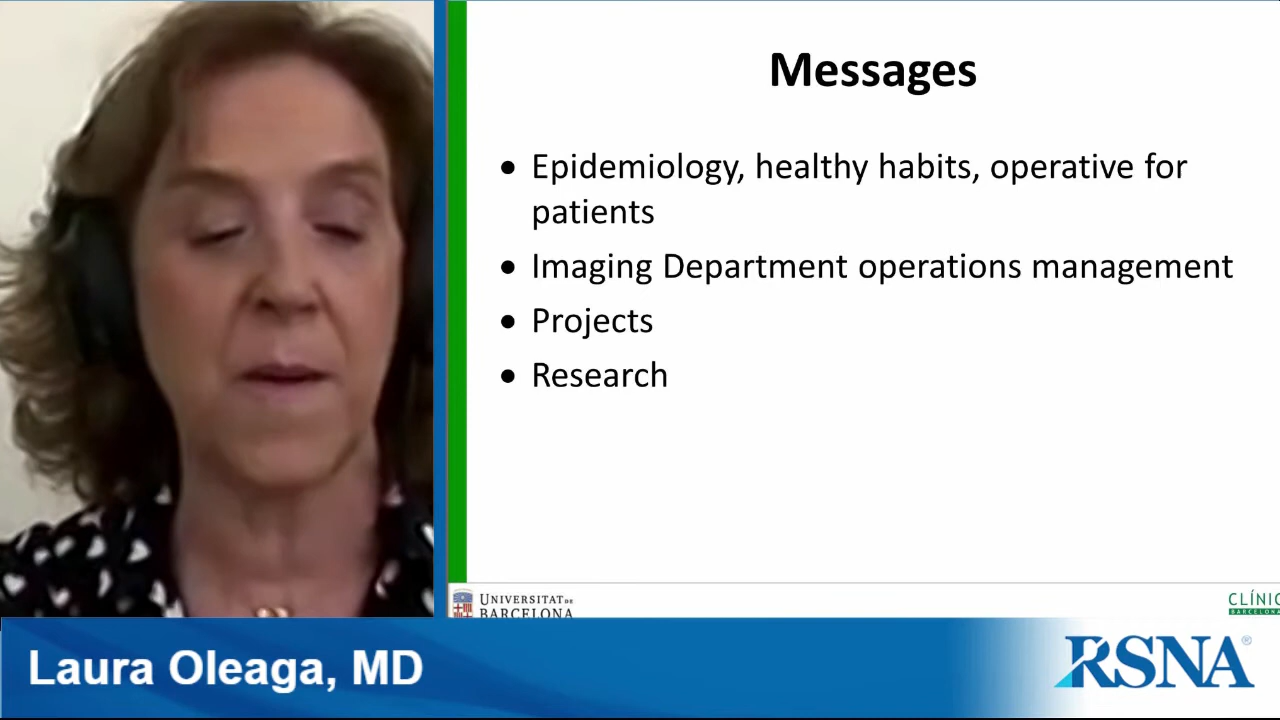 Messages
• Epidemiology, healthy habits, operative for
patients
• Imaging Department operations management
• Projects
• Research
UNIVERSITAT DE
BARCELONA
CLÍNIC
BARCELONA
Laura Oleaga, MD
RSNA®